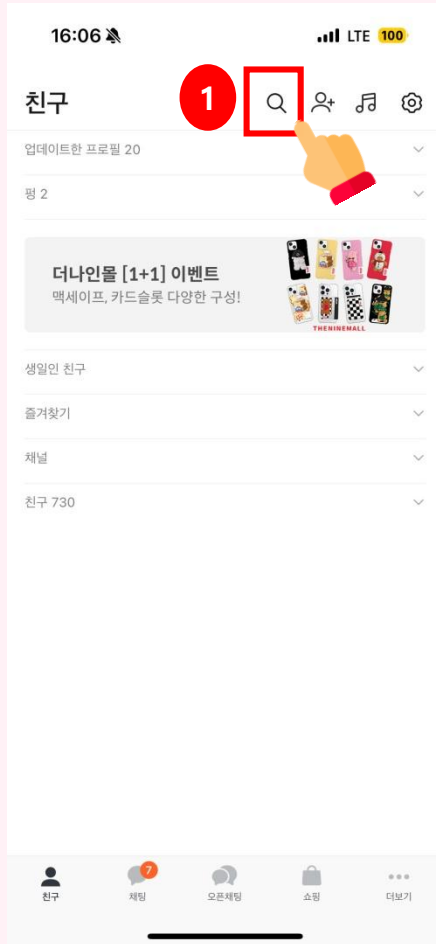 16:06
LTE 100
친구
1
업데이트한 프로필 20
펑 2
더나인몰 [1+1] 이벤트
맥세이프, 카드슬롯 다양한 구성!
THENINEMALL
생일인 친구
즐겨찾기
채널
친구 730
7
친구 채팅 오픈채팅 쇼핑 더보기